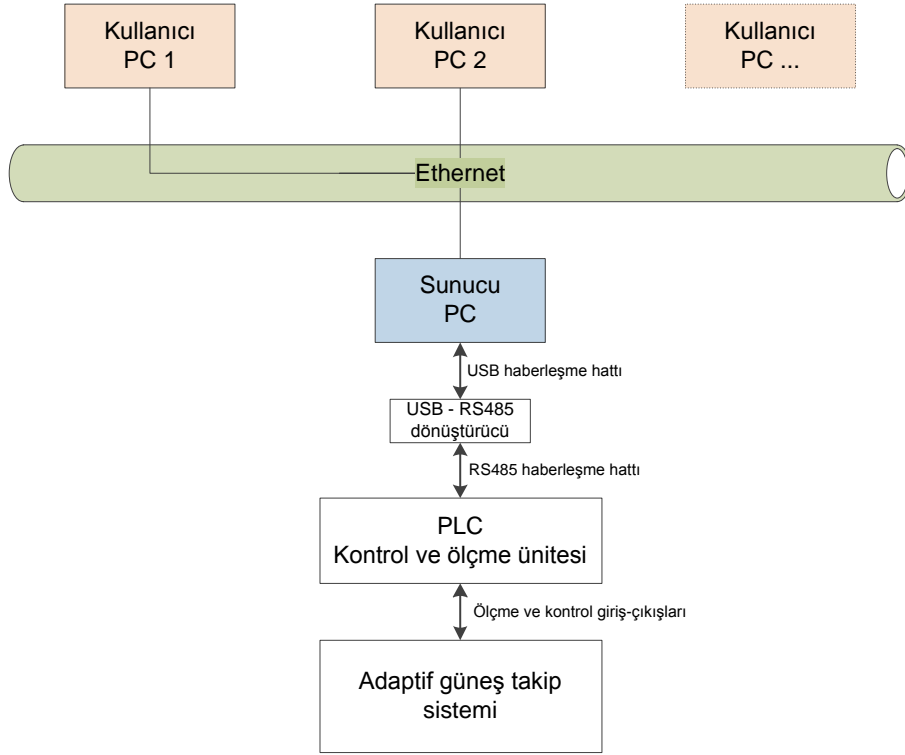 Kullanıcı
PC 1
Kullanıcı
PC 2
Kullanıcı
PC ...
Ethernet
Sunucu
PC
USB haberleşme hattı
USB - RS485
dönüştürücü
RS485 haberleşme hattı
PLC
Kontrol ve ölçme ünitesi
Ölçme ve kontrol giriş-çıkışları
Adaptif güneş takip
sistemi